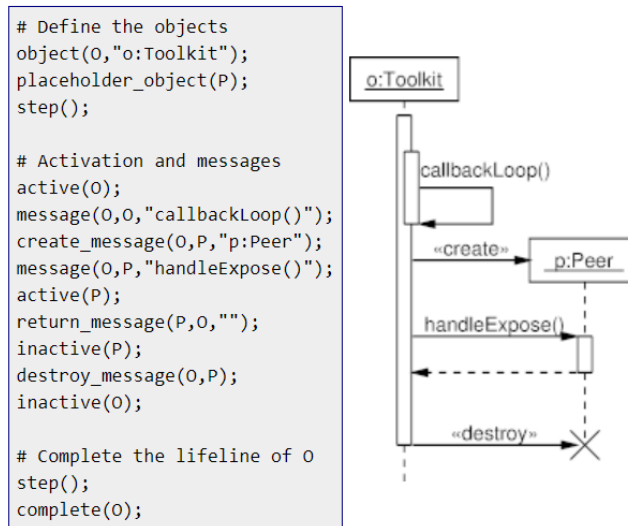 # Define the objects
object(O,"o:Toolkit");
placeholder_object(P);
step();
# Activation and messages
active(O);
message(O,O,"callbackLoop()");
create_message(O,P,"p:Peer");
message(O,P,"handleExpose()");
active(P);
return_message(P,O,"");
inactive(P);
destroy_message(O,P);
inactive(O);
# Complete the lifeline of O
step();
complete(O);
o:Toolkit
callbackLoop()
«create»
p:Peer
handleExpose()
«destroy»